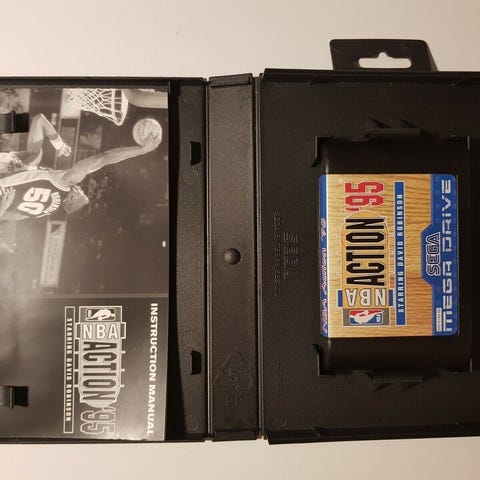 INSTRUCTION MANUAL
NBA
ACTION '95
STARRING DAVID ROBINSON
50
NBA
ACTION '95
STARRING DAVID ROBINSON
SEGA
MEGA DRIVE
SEGA